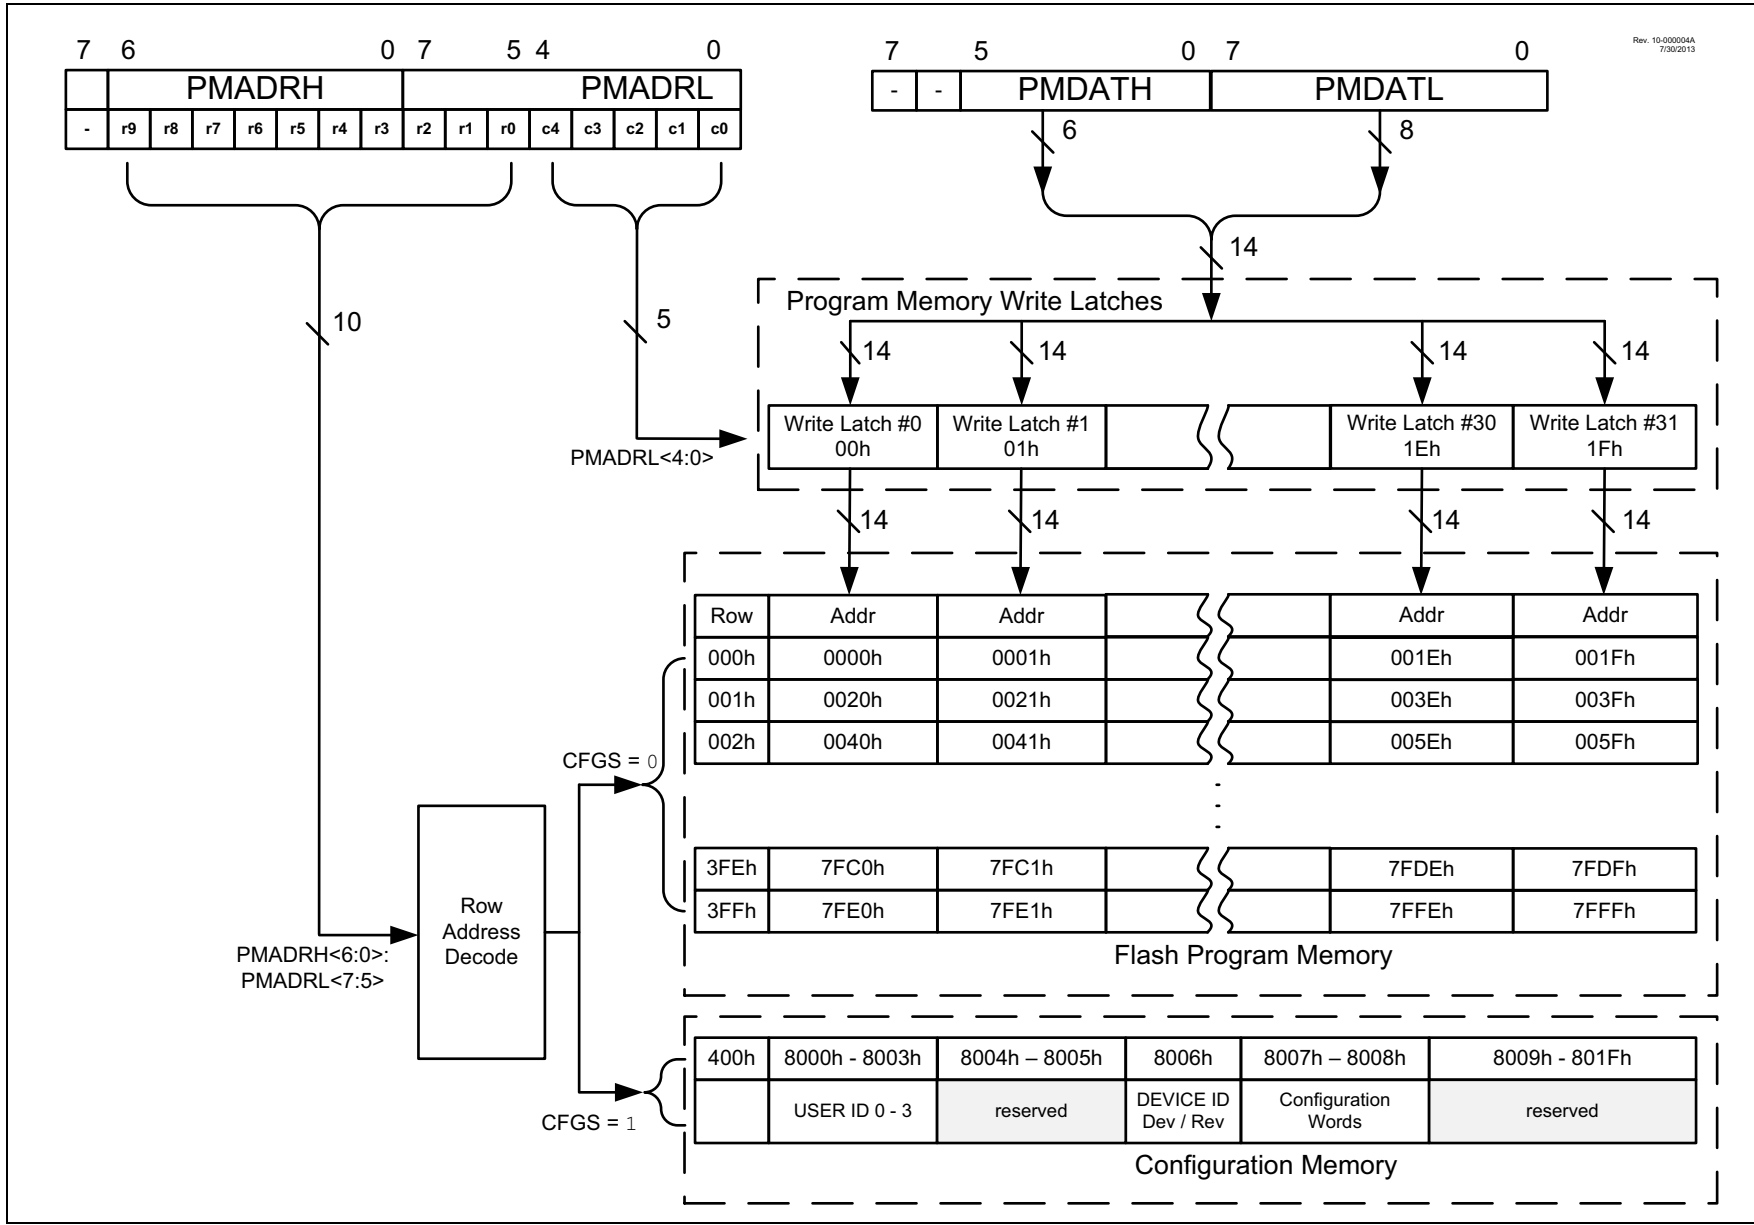 Rev. 10-000004A
7/30/2013
7 6 0 7 5 4 0
PMADRH PMADRL
- r9 r8 r7 r6 r5 r4 r3 r2 r1 r0 c4 c3 c2 c1 c0
7 5 0 7 0
- - PMDATH PMDATL
6 8
14
10 5
Program Memory Write Latches
14 14 14 14
PMADRL<4:0>
Write Latch #0 Write Latch #1 Write Latch #30 Write Latch #31
00h 01h 1Eh 1Fh
14 14 14 14
Row Addr Addr Addr Addr
000h 0000h 0001h 001Eh 001Fh
001h 0020h 0021h 003Eh 003Fh
002h 0040h 0041h 005Eh 005Fh
CFGS = 0
3FEh 7FC0h 7FC1h 7FDEh 7FDFh
3FFh 7FE0h 7FE1h 7FFEh 7FFFh
Flash Program Memory
Row
Address
Decode
PMADRH<6:0>:
PMADRL<7:5>
400h 8000h - 8003h 8004h – 8005h 8006h 8007h – 8008h 8009h - 801Fh
USER ID 0 - 3 reserved DEVICE ID Configuration reserved
Dev / Rev Words
CFGS = 1
Configuration Memory